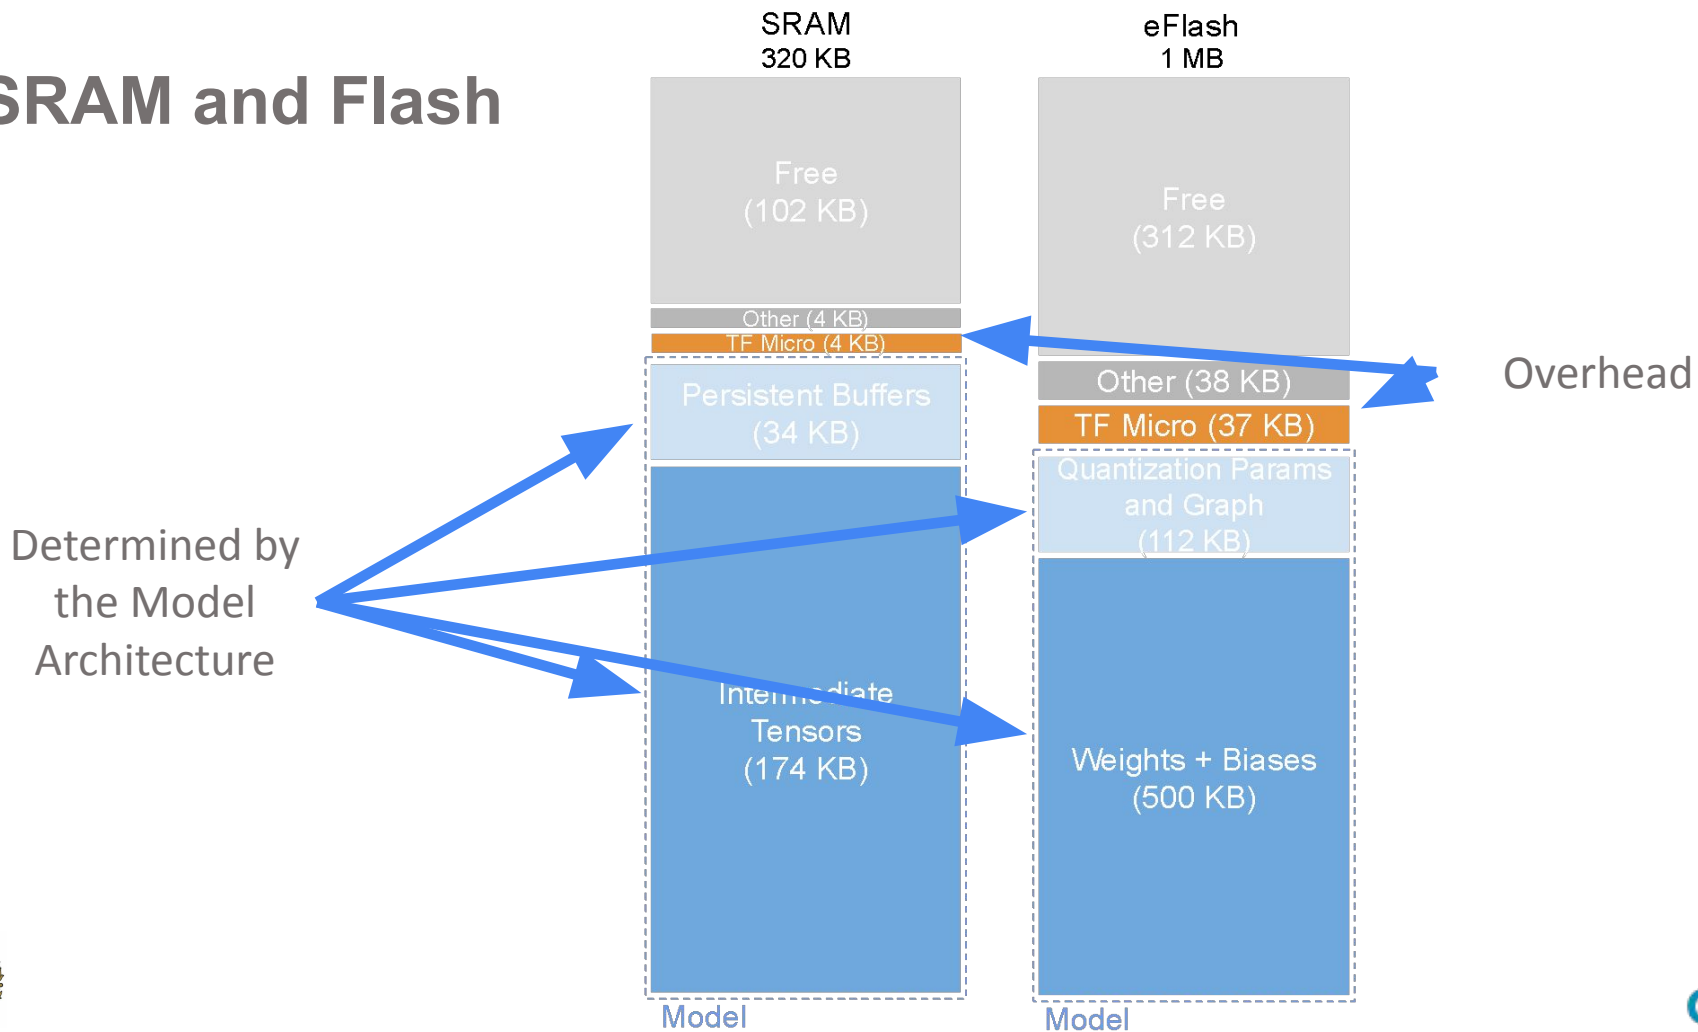 SRAM and Flash
SRAM
320 KB
Free
(102 KB)
Other (4 KB)
TF Micro (4 KB)
Persistent Buffers
(34 KB)
Intermediate
Tensors
(174 KB)
Model
eFlash
1 MB
Free
(312 KB)
Other (38 KB)
TF Micro (37 KB)
Quantization Params
and Graph
(112 KB)
Weights + Biases
(500 KB)
Model
Determined by
the Model
Architecture
Overhead